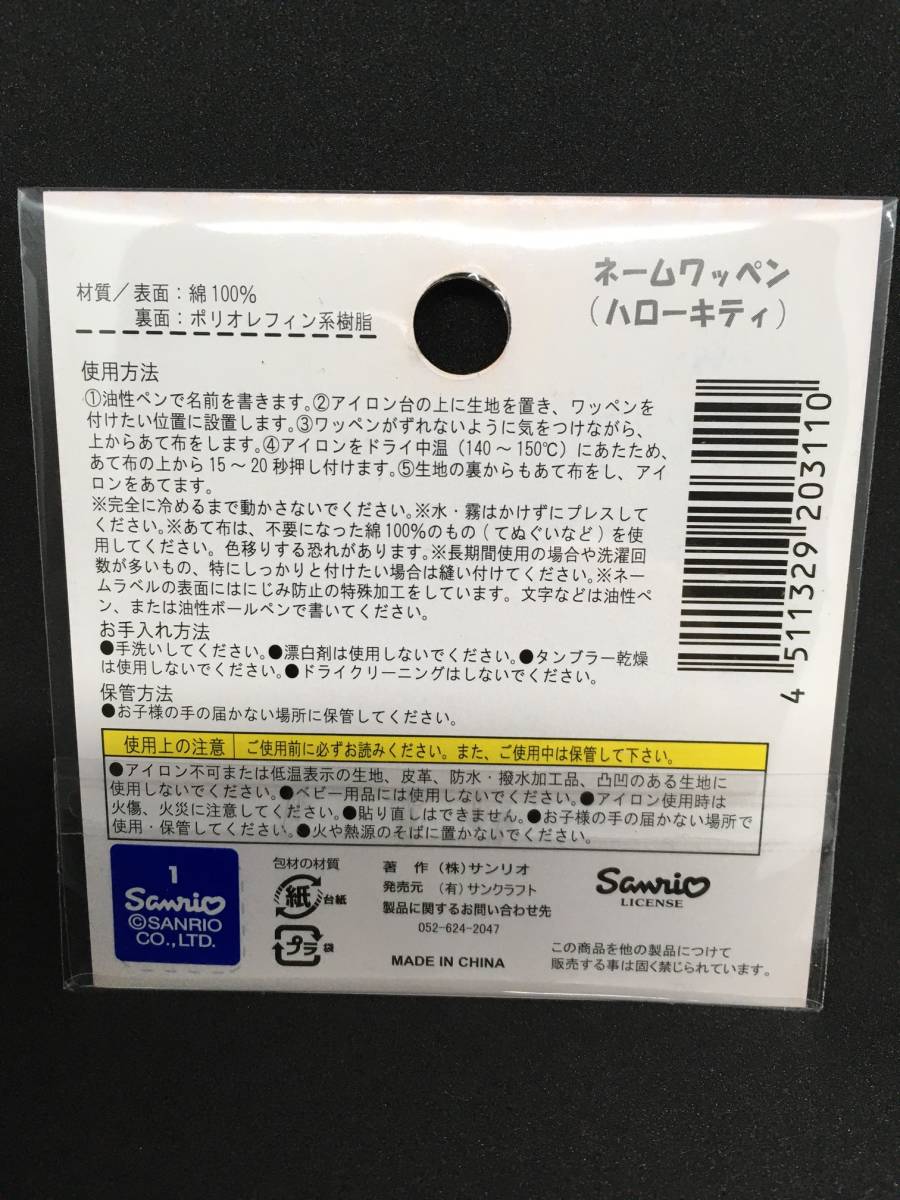 材質／表面：綿100%
裏面：ポリオレフィン系樹脂
ネームワッペン
（ハローキティ）
使用方法
①油性ペンで名前を書きます。②アイロン台の上に生地を置き、ワッペンを
付けたい位置に設置します。③ワッペンがずれないように気をつけながら、
上からあて布をします。④アイロンをドライ中温（140～150℃）にあたため、
あて布の上から15～20秒押し付けます。⑤生地の裏からもあて布をし、アイ
ロンをあてます。
※完全に冷めるまで動かさないでください。※水・霧はかけずにプレスして
ください。※あて布は、不要になった綿100%のもの（てぬぐいなど）を使
用してください。色移りする恐れがあります。※長期間使用の場合や洗濯回
数が多いもの、特にしっかりと付けたい場合は縫い付けてください。※ネー
ムラベルの表面にはにじみ防止の特殊加工をしています。文字などは油性ペ
ン、または油性ボールペンで書いてください。
お手入れ方法
●手洗いしてください。●漂白剤は使用しないでください。●タンブラー乾燥
は使用しないでください。●ドライクリーニングはしないでください。
保管方法
●お子様の手の届かない場所に保管してください。
4 511329 203110
使用上の注意 ご使用前に必ずお読みください。また、ご使用中は保管して下さい。
●アイロン不可または低温表示の生地、皮革、防水・撥水加工品、凸凹のある生地に
使用しないでください。●ベビー用品には使用しないでください。●アイロン使用時は
火傷、火災に注意してください。●貼り直しはできません。●お子様の手の届かない場所で
使用・保管してください。●火や熱源のそばに置かないでください。
1
Sanrio
©SANRIO
CO.,LTD.
包材の材質
紙 台紙
プラ 袋
著 作 （株）サンリオ
発売元 （有）サンクラフト
製品に関するお問い合わせ先
052-624-2047
MADE IN CHINA
Sanrio
LICENSE
この商品を他の製品につけて
販売する事は固く禁じられています。